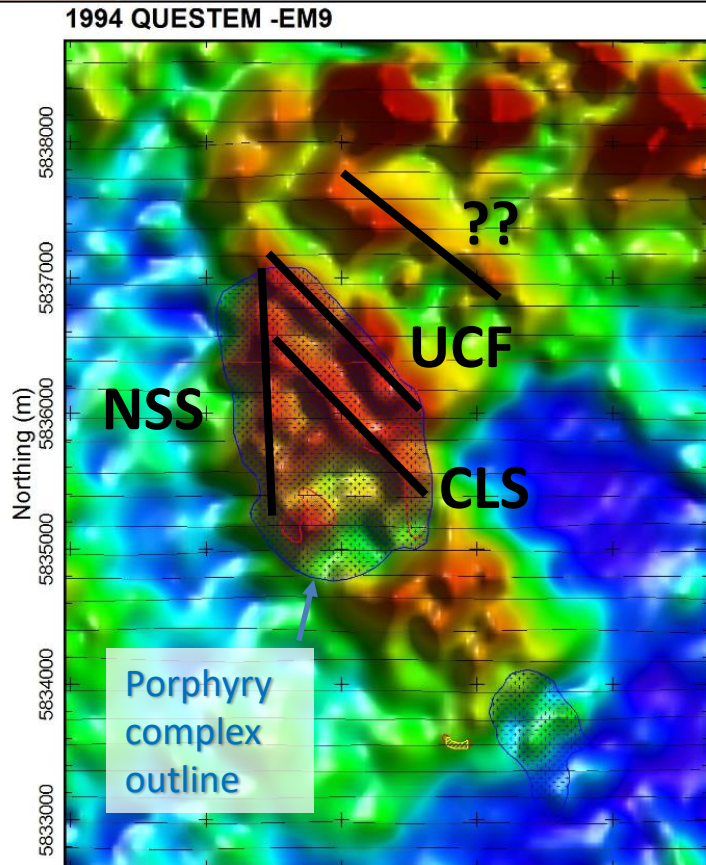 1994 QUESTEM -EM9
5838000
??
5837000
UCF
NSS
5836000
Northing (m)
CLS
5835000
5834000
Porphyry
complex
outline
5833000